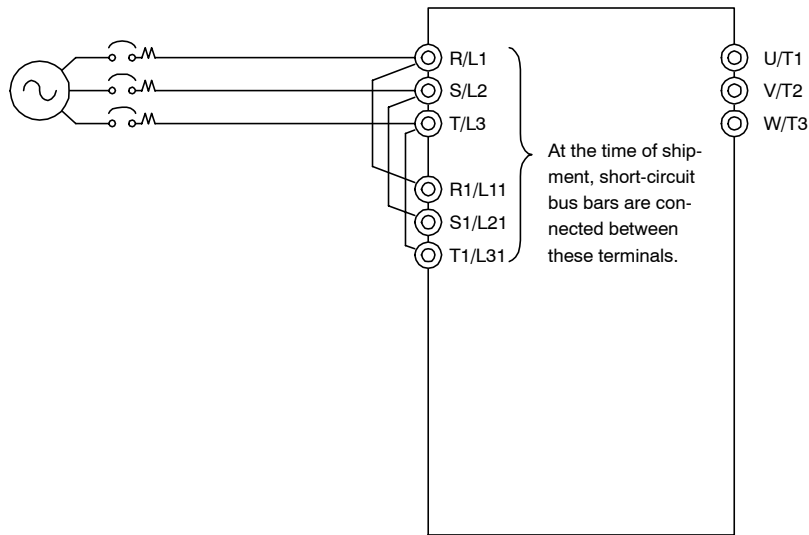 R/L1
S/L2
T/L3
R1/L11
S1/L21
T1/L31
At the time of ship-
ment, short-circuit
bus bars are con-
nected between
these terminals.
U/T1
V/T2
W/T3